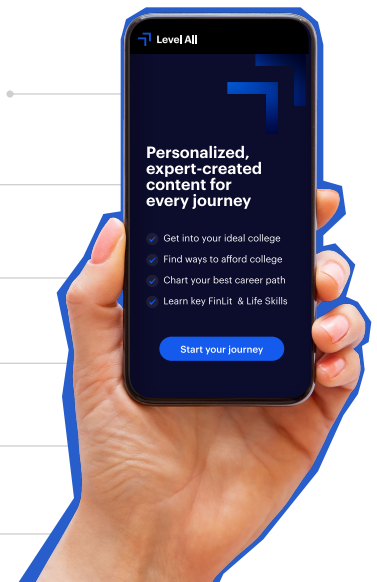 Level All
Personalized,
expert-created
content for
every journey
Get into your ideal college
Find ways to afford college
Chart your best career path
Learn key FinLit & Life Skills
Start your journey